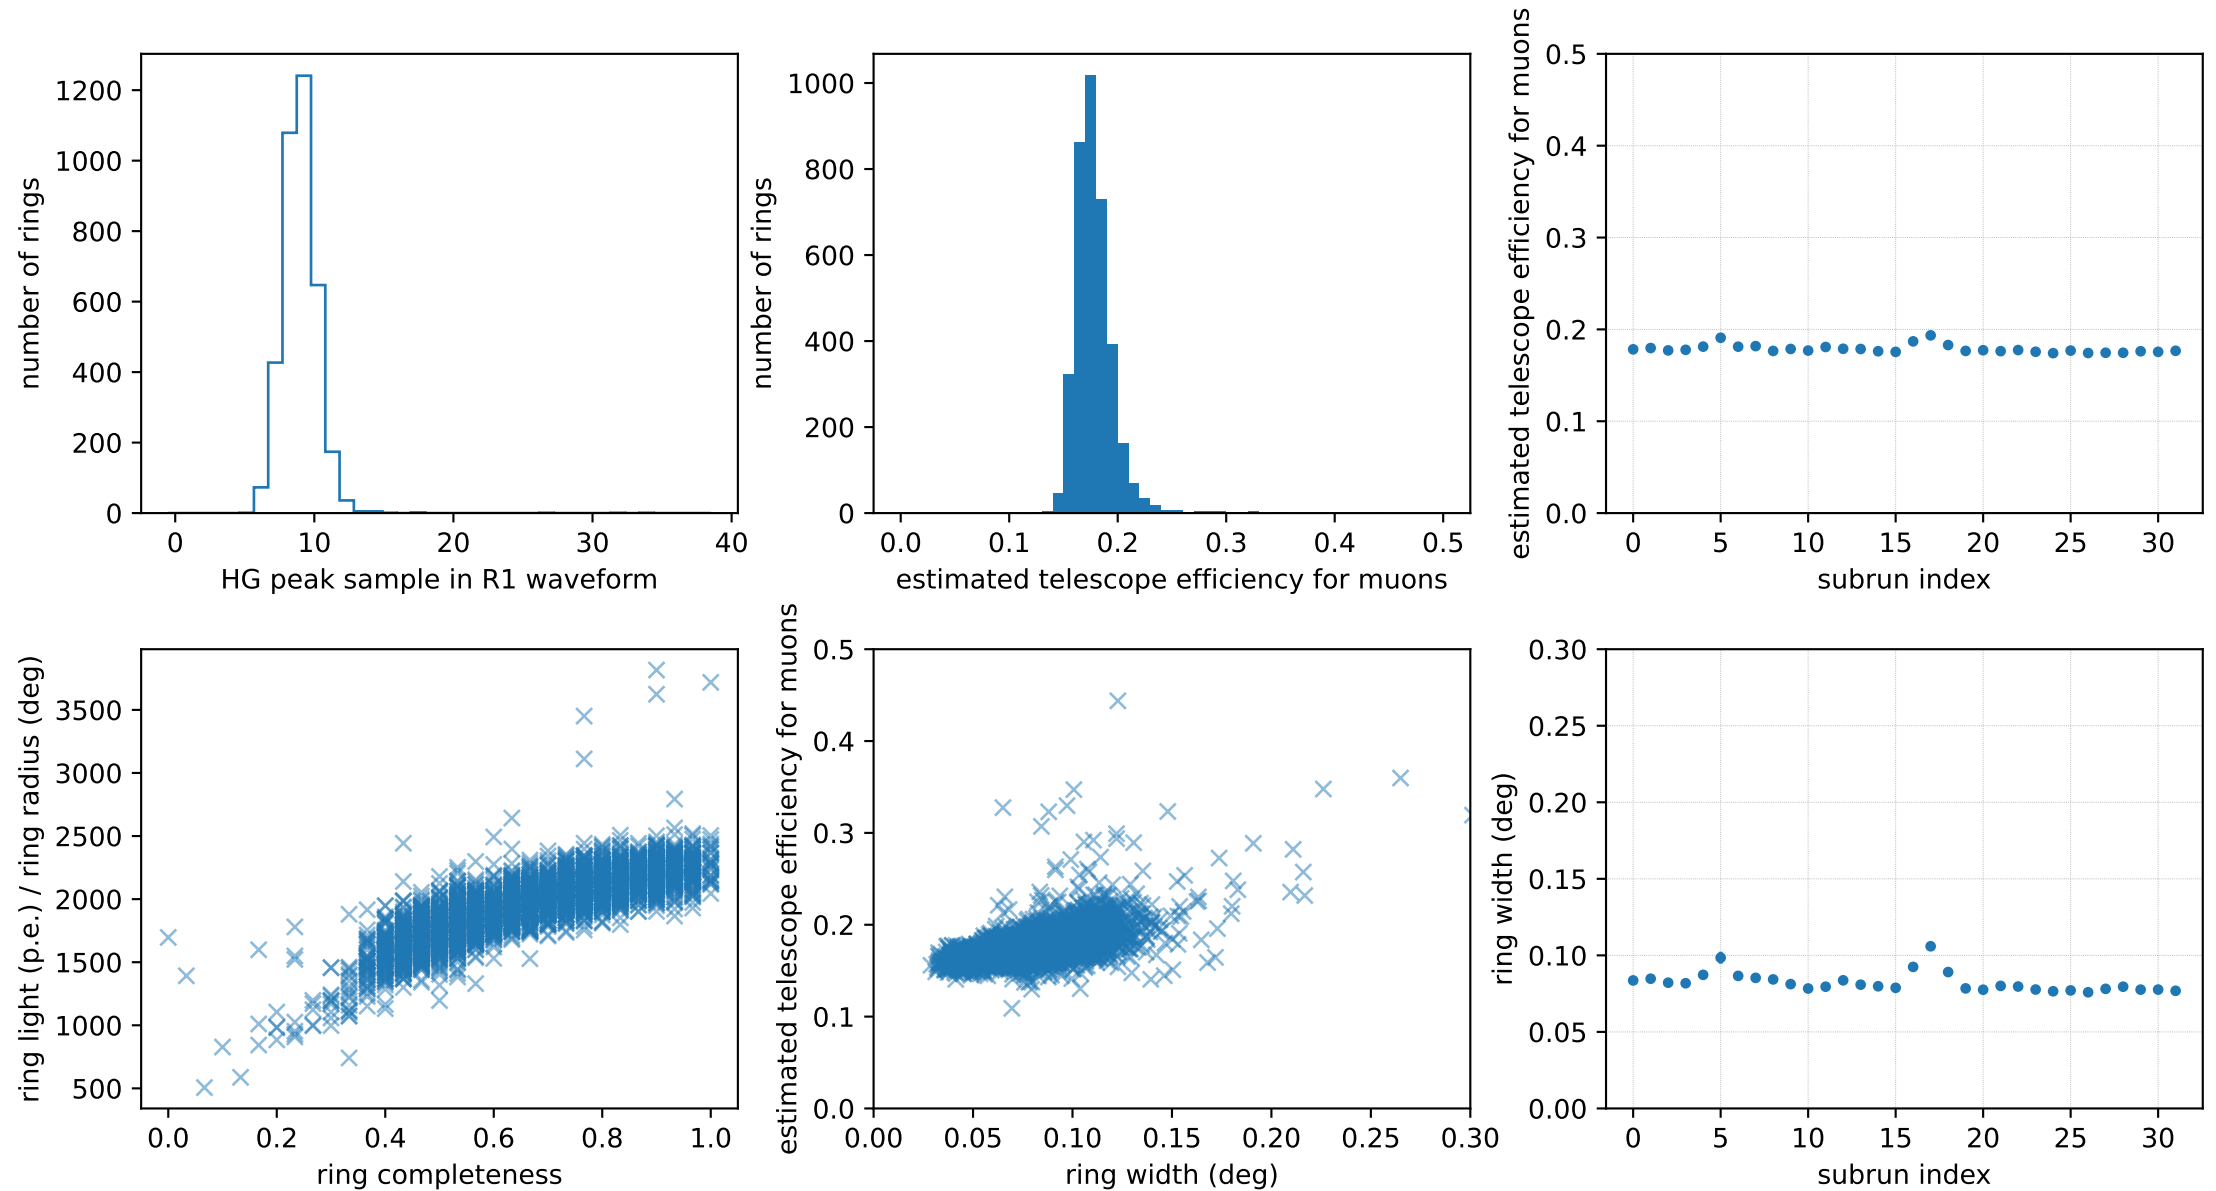 number of rings
1200
1000
800
600
400
200
0
0 10 20 30 40
HG peak sample in R1 waveform
number of rings
1000
800
600
400
200
0
0.0 0.1 0.2 0.3 0.4 0.5
estimated telescope efficiency for muons
estimated telescope efficiency for muons
0.5
0.4
0.3
0.2
0.1
0.0
0 5 10 15 20 25 30
subrun index
ring light (p.e.) / ring radius (deg)
3500
3000
2500
2000
1500
1000
500
0.0 0.2 0.4 0.6 0.8 1.0
ring completeness
estimated telescope efficiency for muons
0.5
0.4
0.3
0.2
0.1
0.0
0.00 0.05 0.10 0.15 0.20 0.25 0.30
ring width (deg)
ring width (deg)
0.30
0.25
0.20
0.15
0.10
0.05
0.00
0 5 10 15 20 25 30
subrun index